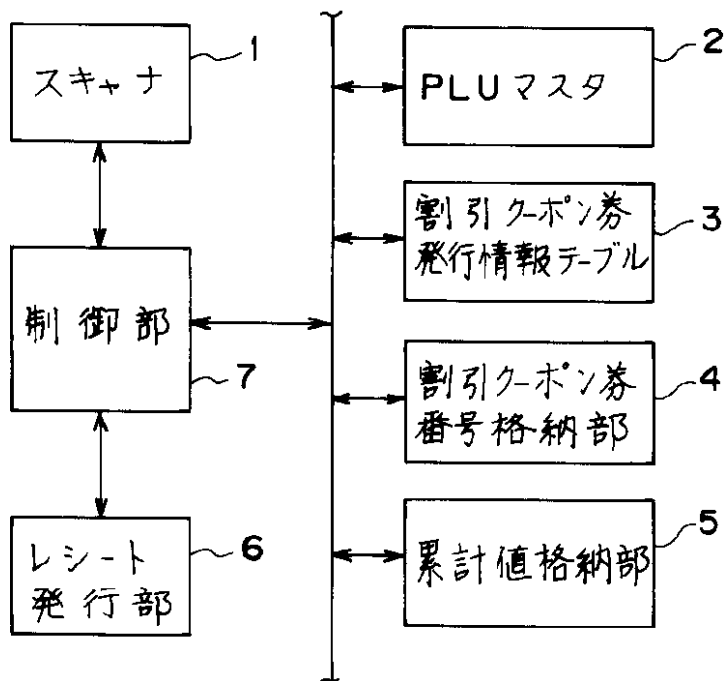 1
スキャナ
2
PLUマスタ
割引クーポン券
発行情報テーブル
3
制御部
7
割引クーポン券
番号格納部
4
レシート
発行部
6
累計値格納部
5